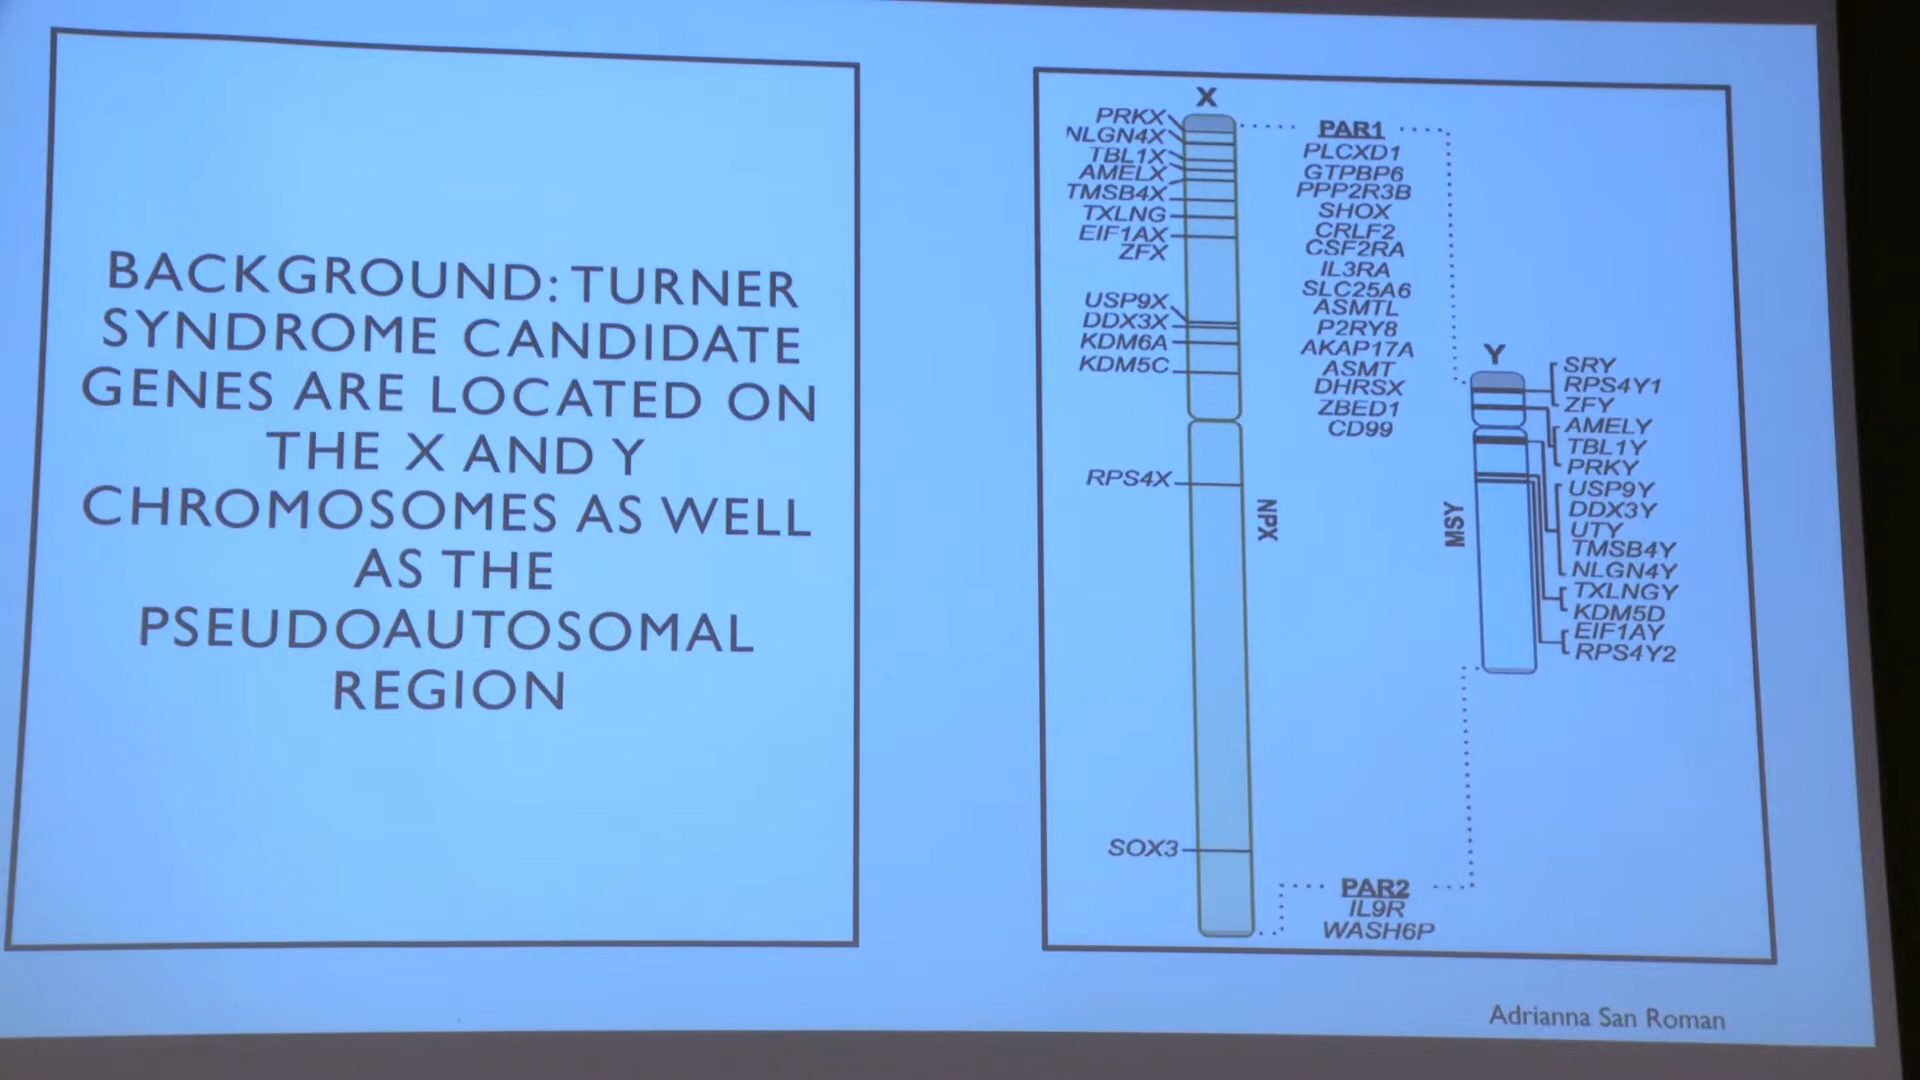 BACKGROUND: TURNER
SYNDROME CANDIDATE
GENES ARE LOCATED ON
THE X AND Y
CHROMOSOMES AS WELL
AS THE
PSEUDOAUTOSOMAL
REGION
X
PRKX
NLGN4X
TBL1X
AMELX
TMSB4X
TXLNG
EIF1AX
ZFX
USP9X
DDX3X
KDM6A
KDM5C
RPS4X
SOX3
NPX
PAR1
PLCXD1
GTPBP6
PPP2R3B
SHOX
CRLF2
CSF2RA
IL3RA
SLC25A6
ASMTL
P2RY8
AKAP17A
ASMT
DHRSX
ZBED1
CD99
PAR2
IL9R
WASH6P
Y
MSY
SRY
RPS4Y1
ZFY
AMELY
TBL1Y
PRKY
USP9Y
DDX3Y
UTY
TMSB4Y
NLGN4Y
TXLNGY
KDM5D
EIF1AY
RPS4Y2
Adrianna San Roman